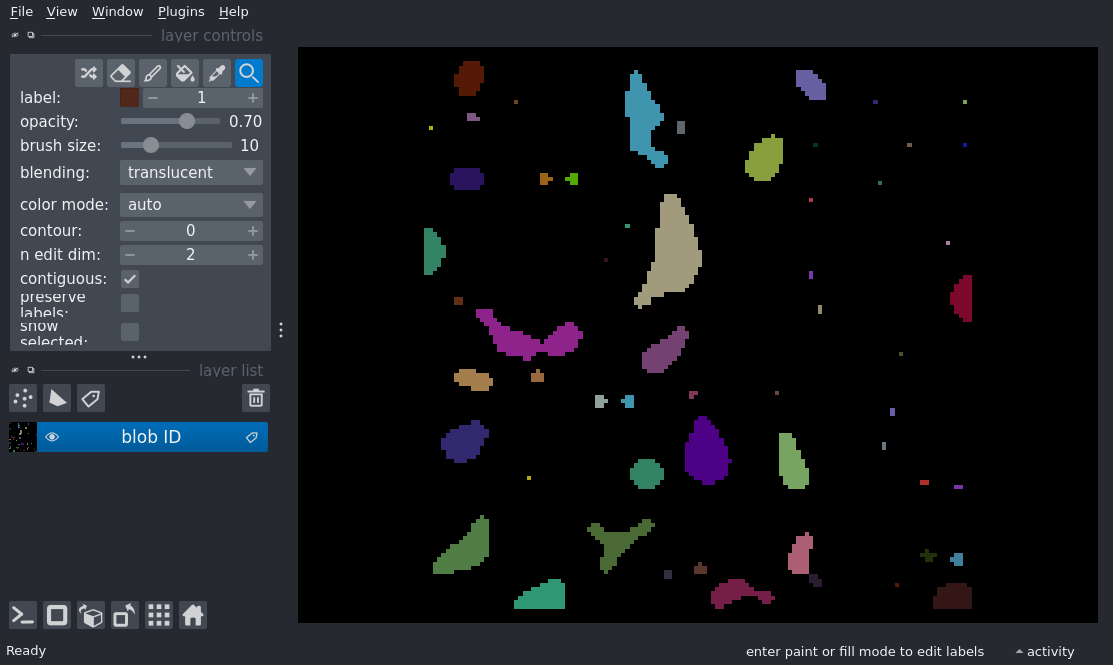 File View Window Plugins Help
layer controls
label: 1
opacity: 0.70
brush size: 10
blending: translucent
color mode: auto
contour: 0
n edit dim: 2
contiguous:
preserve
labels:
show
selected:
layer list
blob ID
Ready
enter paint or fill mode to edit labels
activity